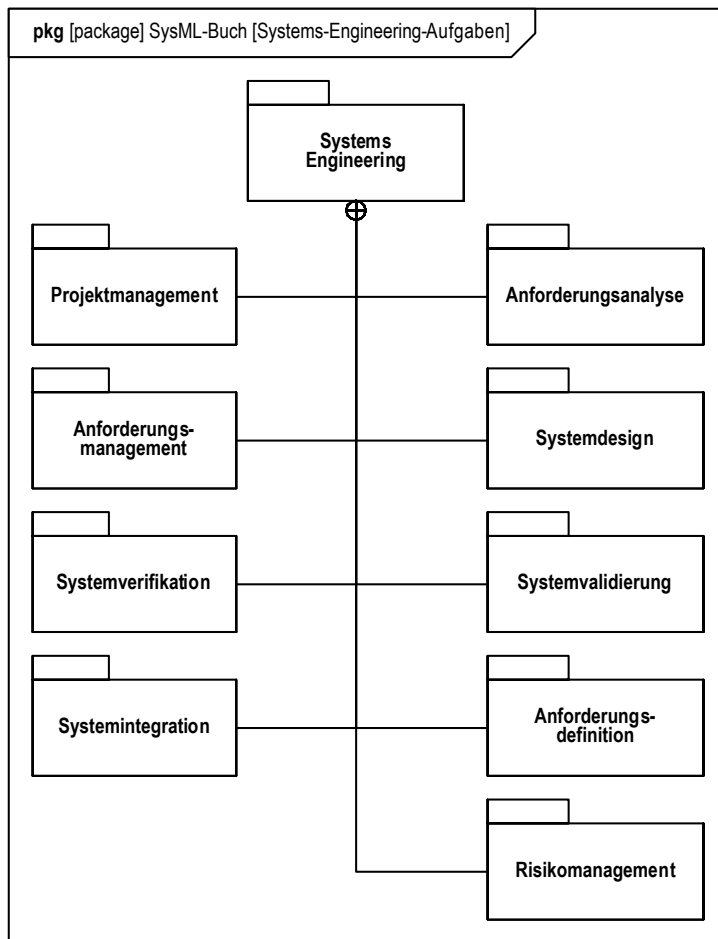 pkg [package] SysML-Buch [Systems-Engineering-Aufgaben]
Systems
Engineering
Projektmanagement
Anforderungsanalyse
Anforderungs-
management
Systemdesign
Systemverifikation
Systemvalidierung
Systemintegration
Anforderungs-
definition
Risikomanagement